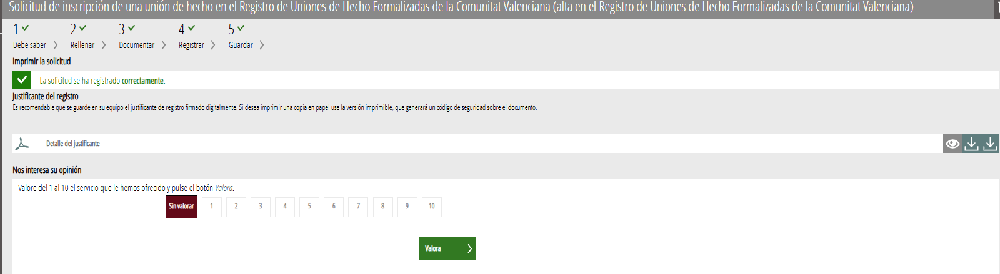 Solicitud de inscripción de una unión de hecho en el Registro de Uniones de Hecho Formalizadas de la Comunitat Valenciana (alta en el Registro de Uniones de Hecho Formalizadas de la Comunitat Valenciana)
1 2 3 4 5
Debe saber Rellenar Documentar Registrar Guardar
Imprimir la solicitud
La solicitud se ha registrado correctamente.
Justificante del registro
Es recomendable que se guarde en su equipo el justificante de registro firmado digitalmente. Si desea imprimir una copia en papel use la versión imprimible, que generará un código de seguridad sobre el documento.
Detalle del justificante
Nos interesa su opinión
Valore del 1 al 10 el servicio que le hemos ofrecido y pulse el botón Valora.
Sin valorar 1 2 3 4 5 6 7 8 9 10
Valora